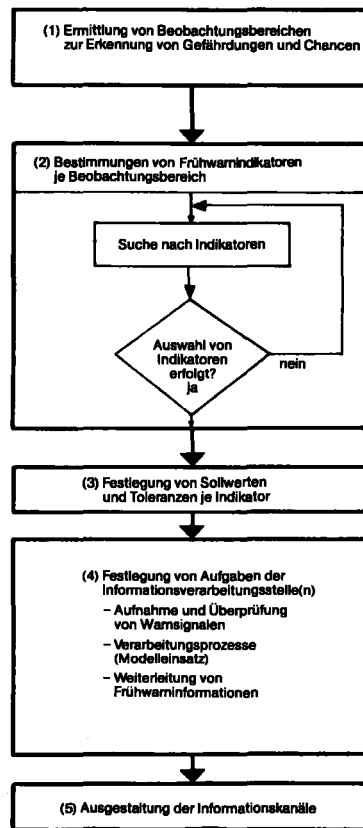 (1) Ermittlung von Beobachtungsbereichen
zur Erkennung von Gefährdungen und Chancen
(2) Bestimmungen von Frühwarnindikatoren
je Beobachtungsbereich
Suche nach Indikatoren
Auswahl von
Indikatoren
erfolgt?
ja
nein
(3) Festlegung von Sollwerten
und Toleranzen je Indikator
(4) Festlegung von Aufgaben der
Informationsverarbeitungsstelle(n)
– Aufnahme und Überprüfung
von Warnsignalen
– Verarbeitungsprozesse
(Modelleinsatz)
– Weiterleitung von
Frühwarninformationen
(5) Ausgestaltung der Informationskanäle